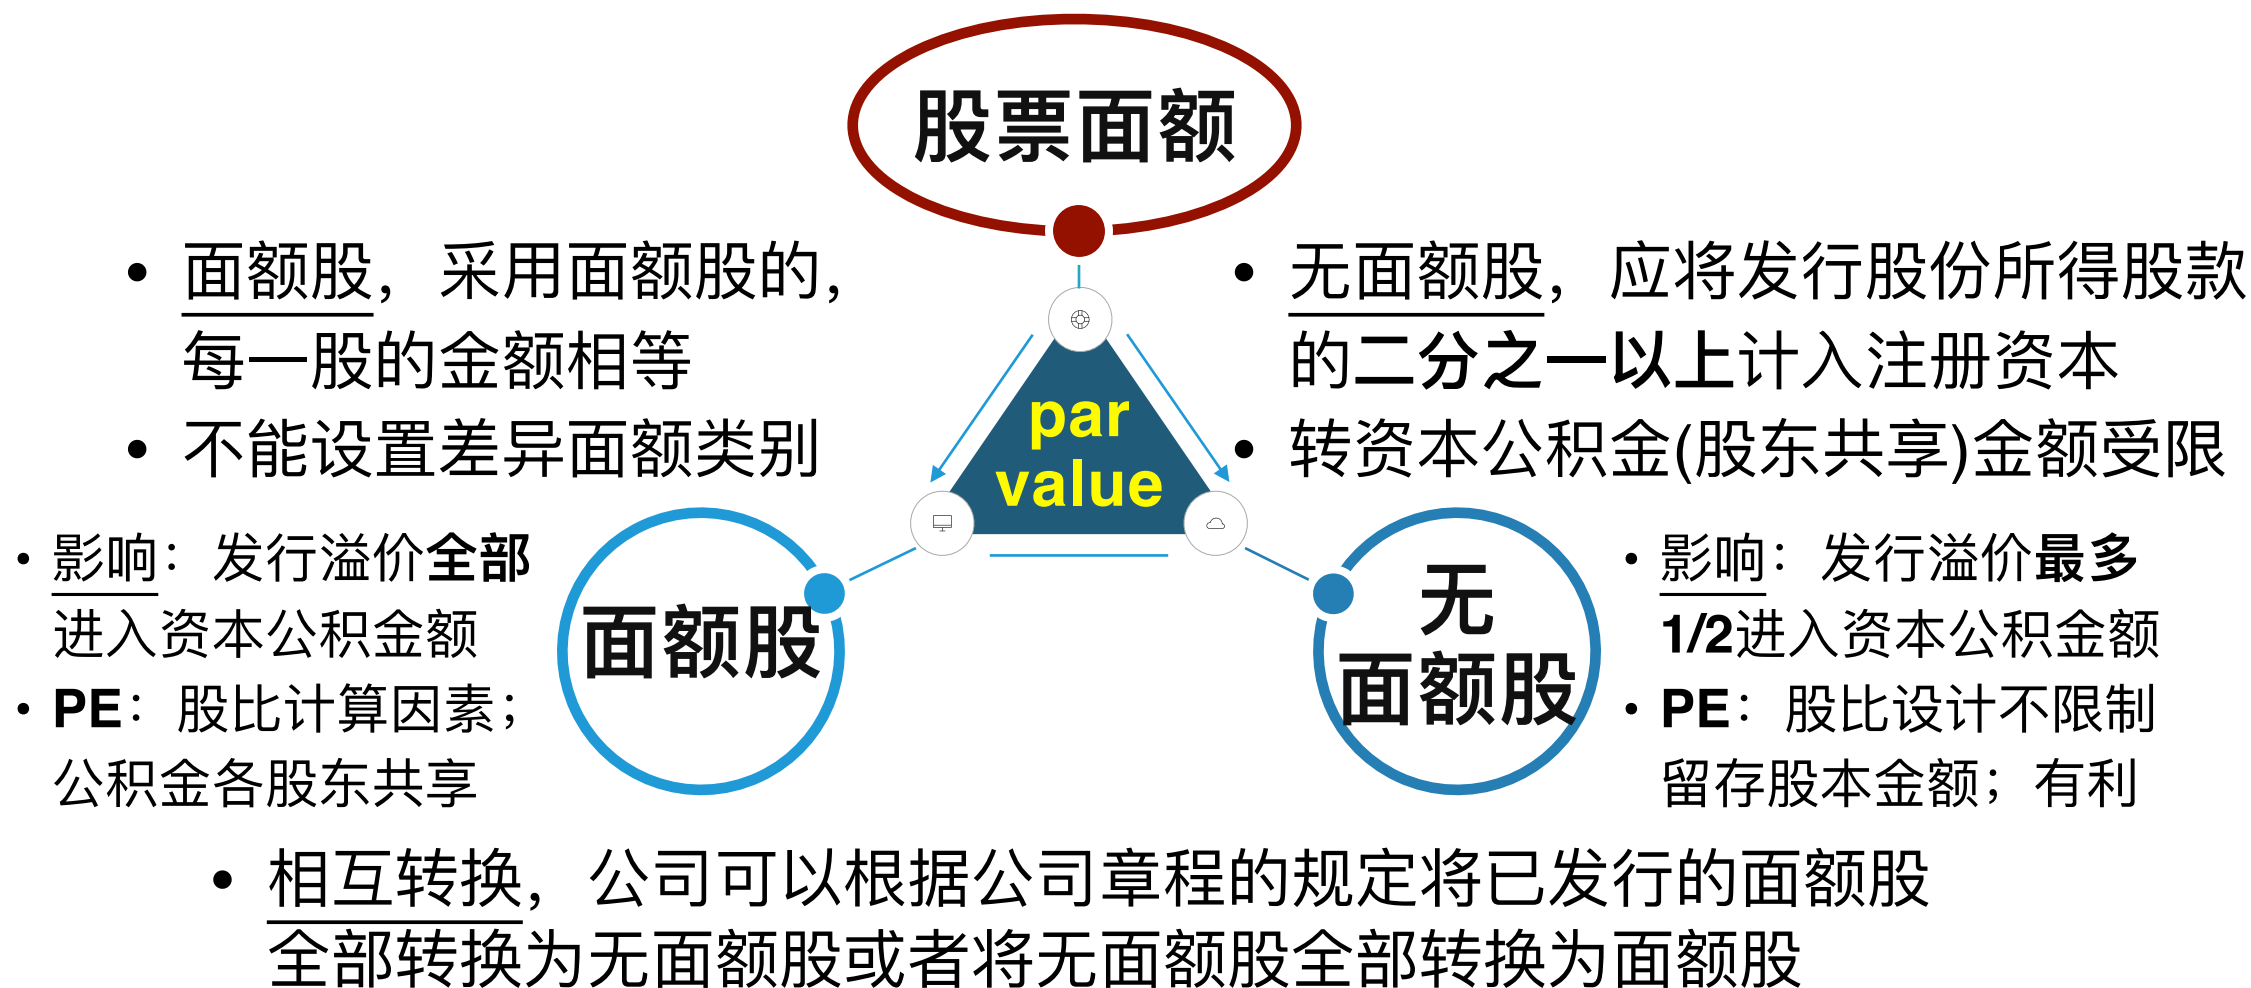 股票面额
• 面额股，采用面额股的，
每一股的金额相等
• 不能设置差异面额类别
• 无面额股，应将发行股份所得股款
的二分之一以上计入注册资本
• 转资本公积金(股东共享)金额受限
par
value
• 影响：发行溢价全部
进入资本公积金额
• PE：股比计算因素；
公积金各股东共享
面额股
无
面额股
• 影响：发行溢价最多
1/2进入资本公积金额
• PE：股比设计不限制
留存股本金额；有利
• 相互转换，公司可以根据公司章程的规定将已发行的面额股
全部转换为无面额股或者将无面额股全部转换为面额股